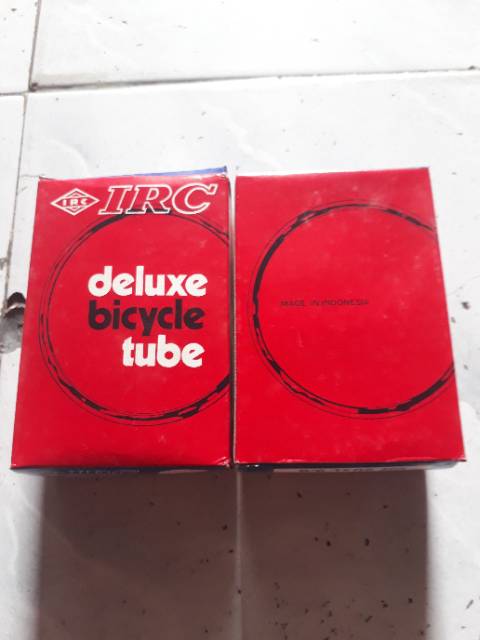 IRC IRC
deluxe
bicycle
tube
MADE IN INDONESIA